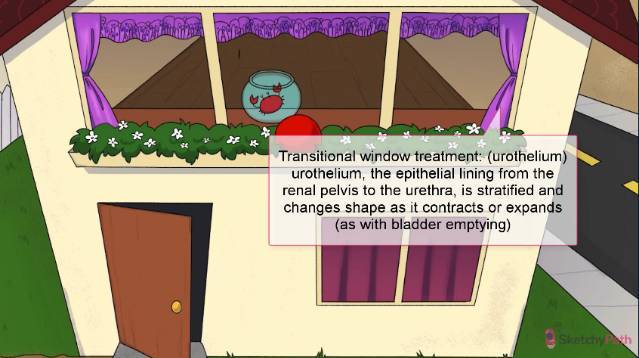 Transitional window treatment: (urothelium)
urothelium, the epithelial lining from the
renal pelvis to the urethra, is stratified and
changes shape as it contracts or expands
(as with bladder emptying)
SketchyPath